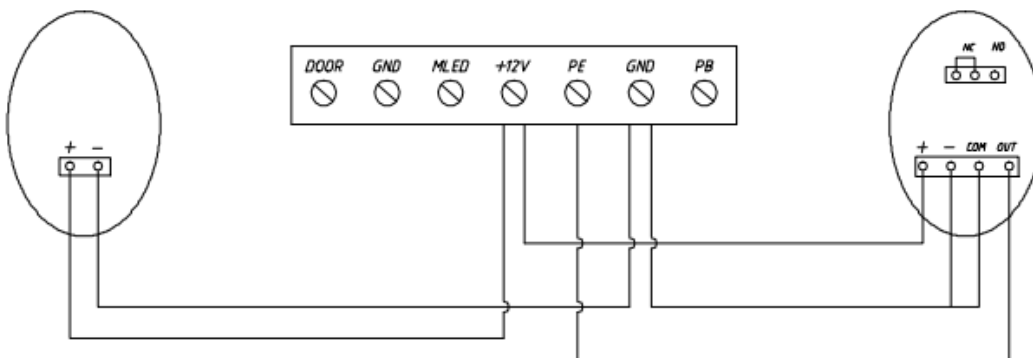 NC NO
DOOR GND MLED +12V PE GND PB
+ - + - COM OUT